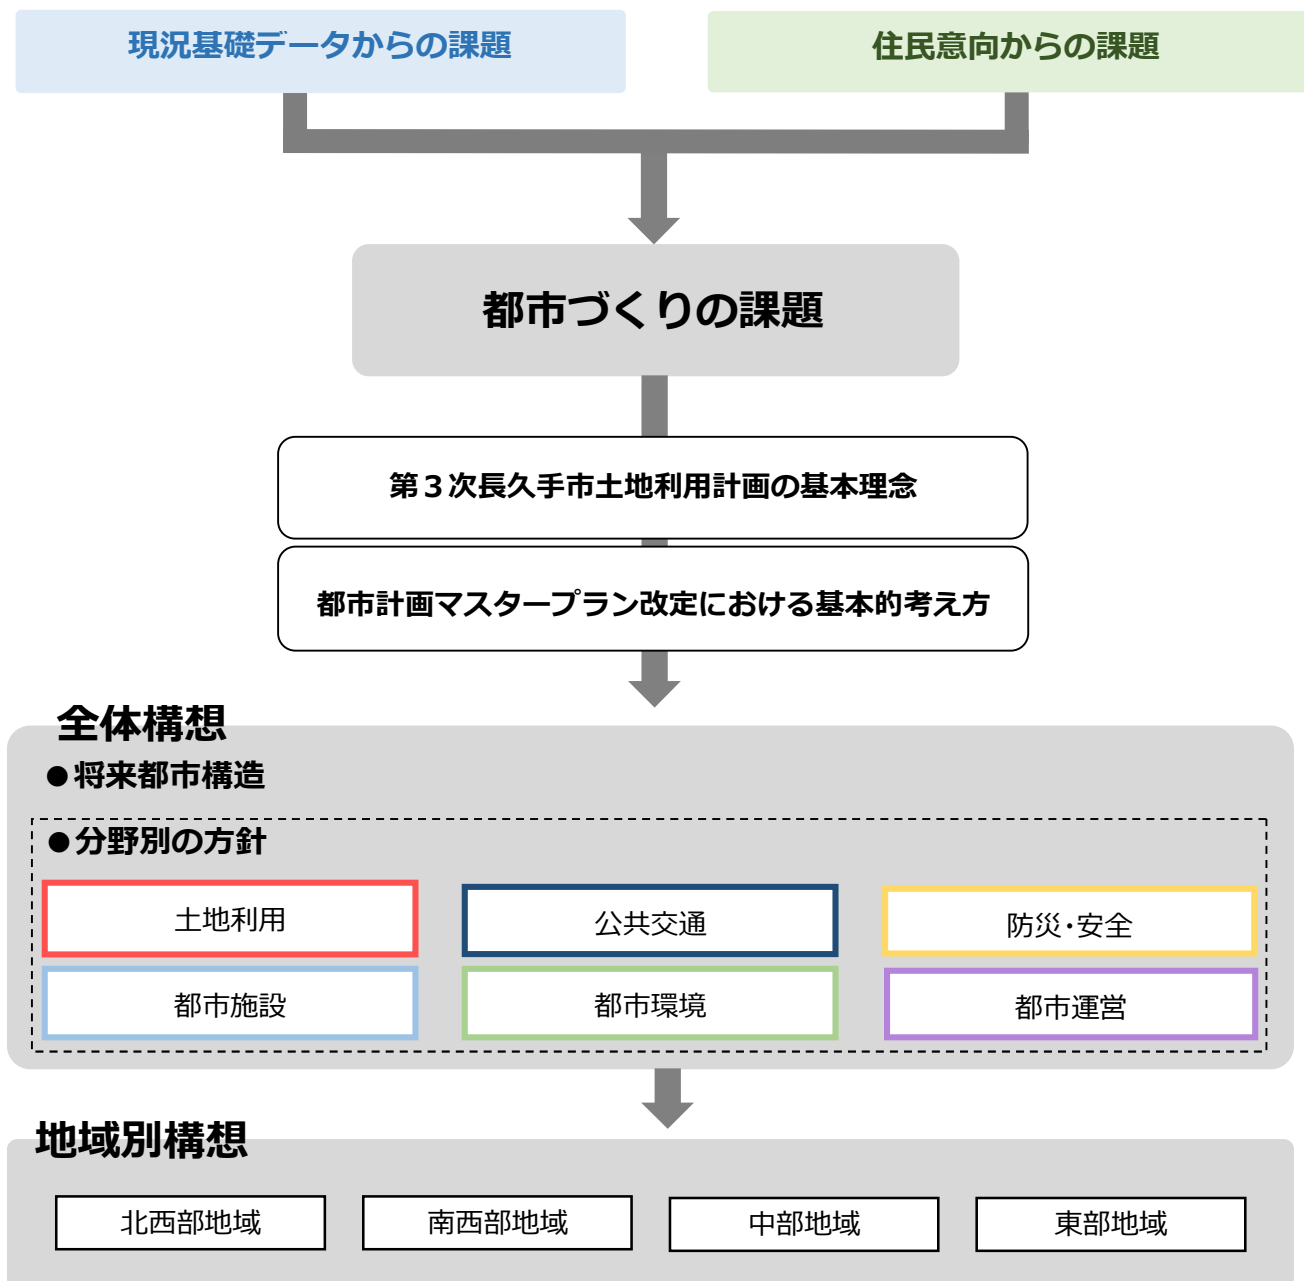 現況基礎データからの課題
住民意向からの課題
都市づくりの課題
第３次長久手市土地利用計画の基本理念
都市計画マスタープラン改定における基本的考え方
全体構想
●将来都市構造
●分野別の方針
土地利用
公共交通
防災・安全
都市施設
都市環境
都市運営
地域別構想
北西部地域
南西部地域
中部地域
東部地域